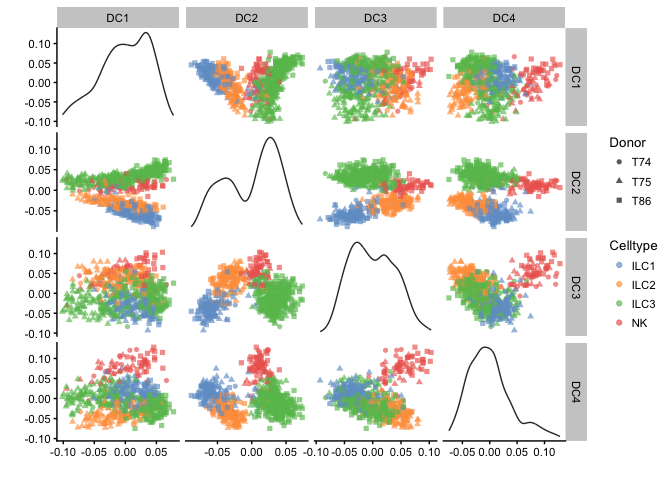 DC1 DC2 DC3 DC4
0.10
0.05
0.00
-0.05
-0.10
DC1
0.10
0.05
0.00
-0.05
DC2
0.10
0.05
0.00
-0.05
-0.10
DC3
0.10
0.05
0.00
-0.05
-0.10
DC4
-0.10 -0.05 0.00 0.05
-0.05 0.00 0.05
-0.10 -0.05 0.00 0.05 0.10
-0.05 0.00 0.05 0.10
Donor
T74
T75
T86
Celltype
ILC1
ILC2
ILC3
NK